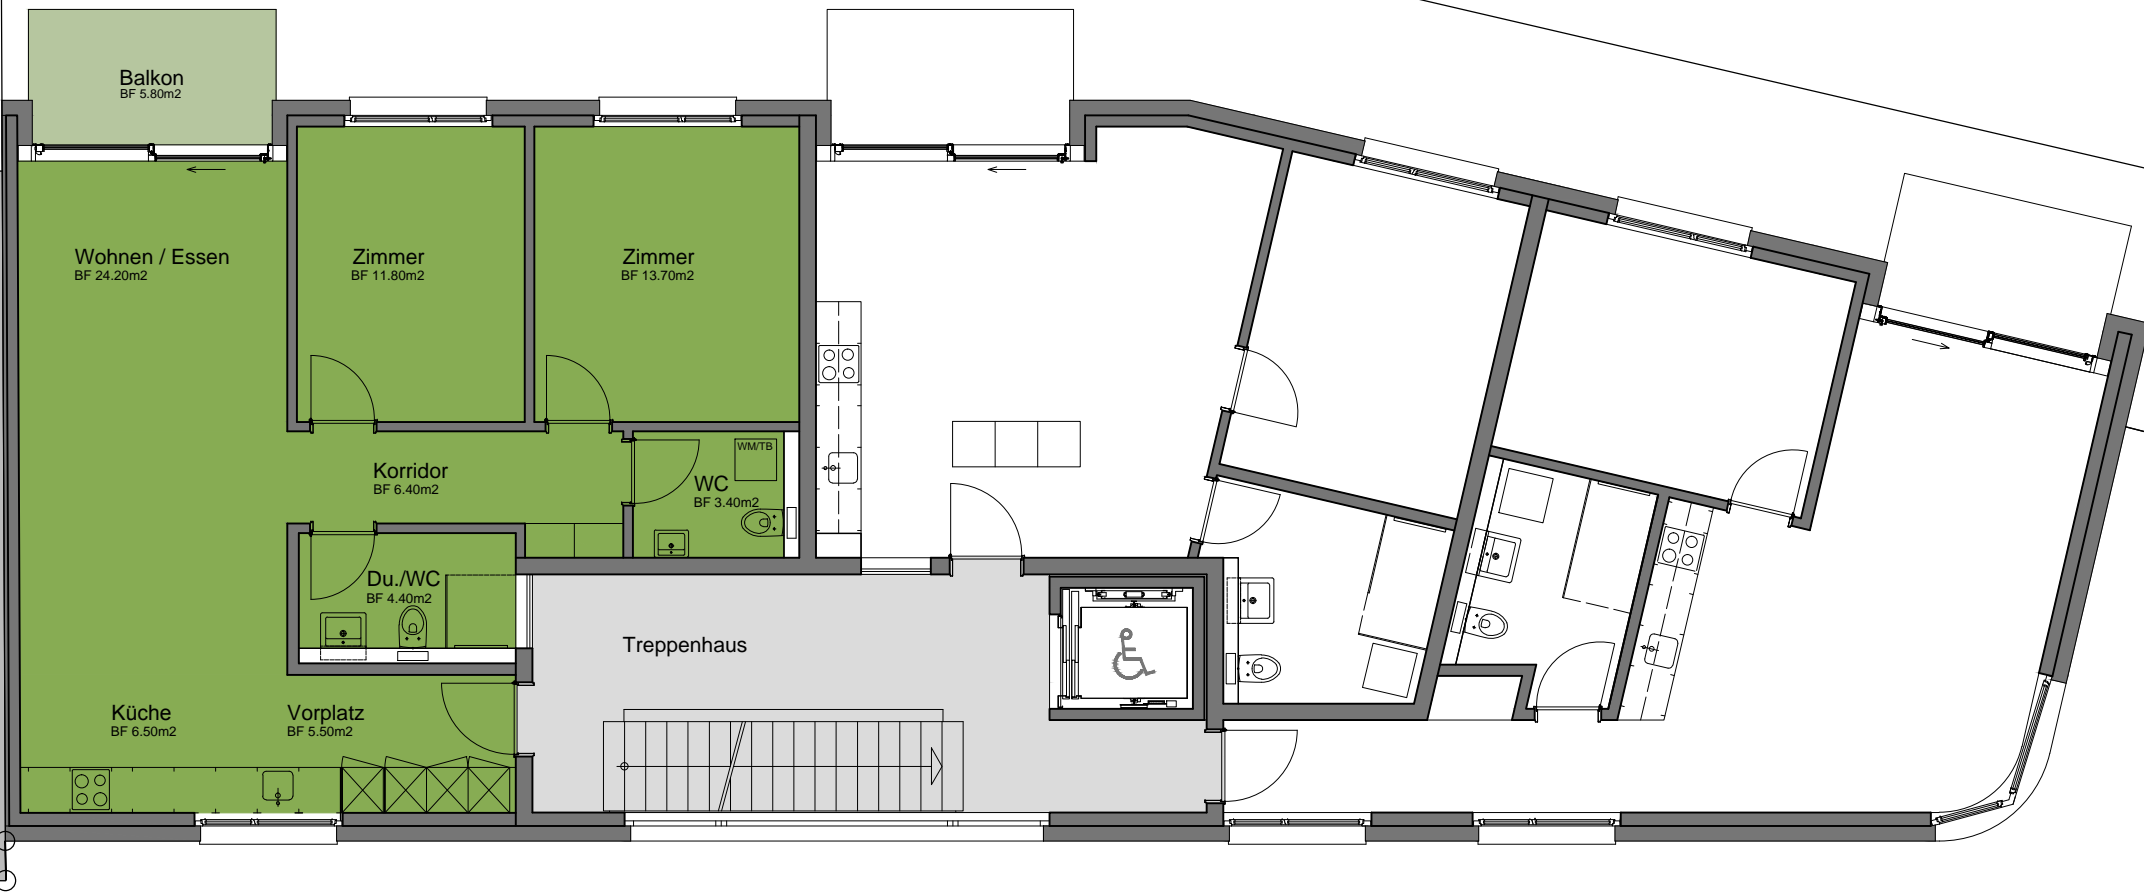 Balkon
BF 5.80m2
Wohnen / Essen
BF 24.20m2
Zimmer
BF 11.80m2
Zimmer
BF 13.70m2
Korridor
BF 6.40m2
WM/TB
WC
BF 3.40m2
Du./WC
BF 4.40m2
Treppenhaus
Küche
BF 6.50m2
Vorplatz
BF 5.50m2